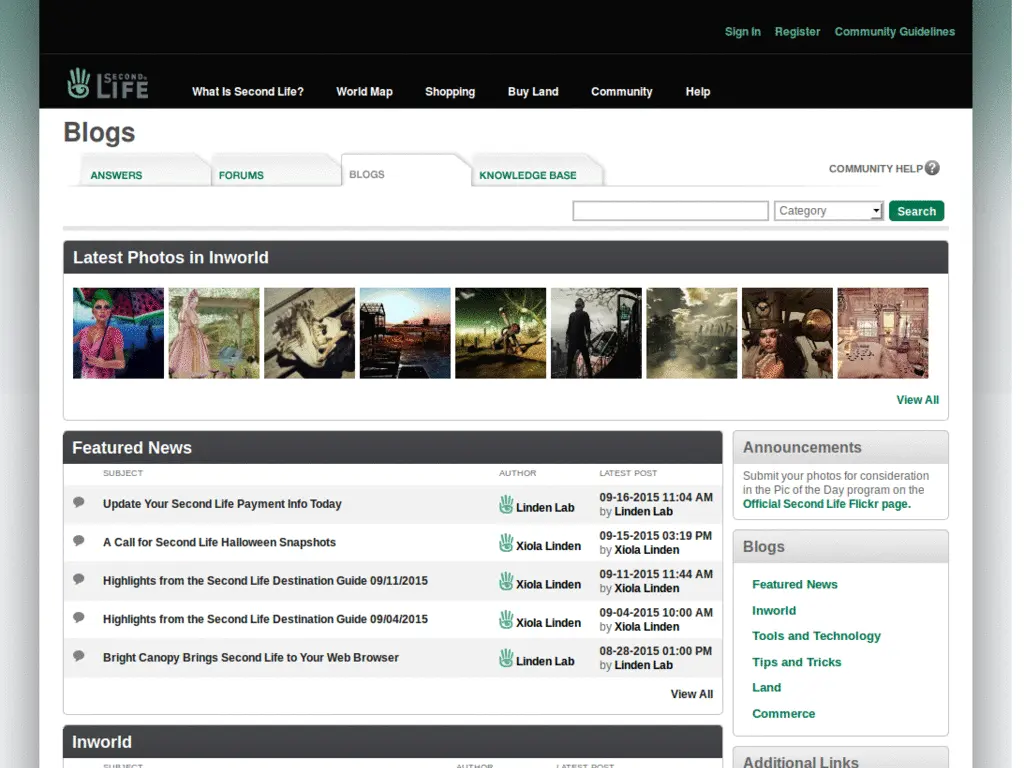 Sign In Register Community Guidelines
SECOND LIFE
What Is Second Life? World Map Shopping Buy Land Community Help
Blogs
ANSWERS FORUMS BLOGS KNOWLEDGE BASE
COMMUNITY HELP ?
Category Search
Latest Photos in Inworld
View All
Featured News
SUBJECT AUTHOR LATEST POST
Update Your Second Life Payment Info Today Linden Lab 09-16-2015 11:04 AM
by Linden Lab
A Call for Second Life Halloween Snapshots Xiola Linden 09-15-2015 03:19 PM
by Xiola Linden
Highlights from the Second Life Destination Guide 09/11/2015 Xiola Linden 09-11-2015 11:44 AM
by Xiola Linden
Highlights from the Second Life Destination Guide 09/04/2015 Xiola Linden 09-04-2015 10:00 AM
by Xiola Linden
Bright Canopy Brings Second Life to Your Web Browser Linden Lab 08-28-2015 01:00 PM
by Linden Lab
View All
Inworld
SUBJECT AUTHOR LATEST POST
Announcements
Submit your photos for consideration
in the Pic of the Day program on the
Official Second Life Flickr page.
Blogs
Featured News
Inworld
Tools and Technology
Tips and Tricks
Land
Commerce
Additional Links